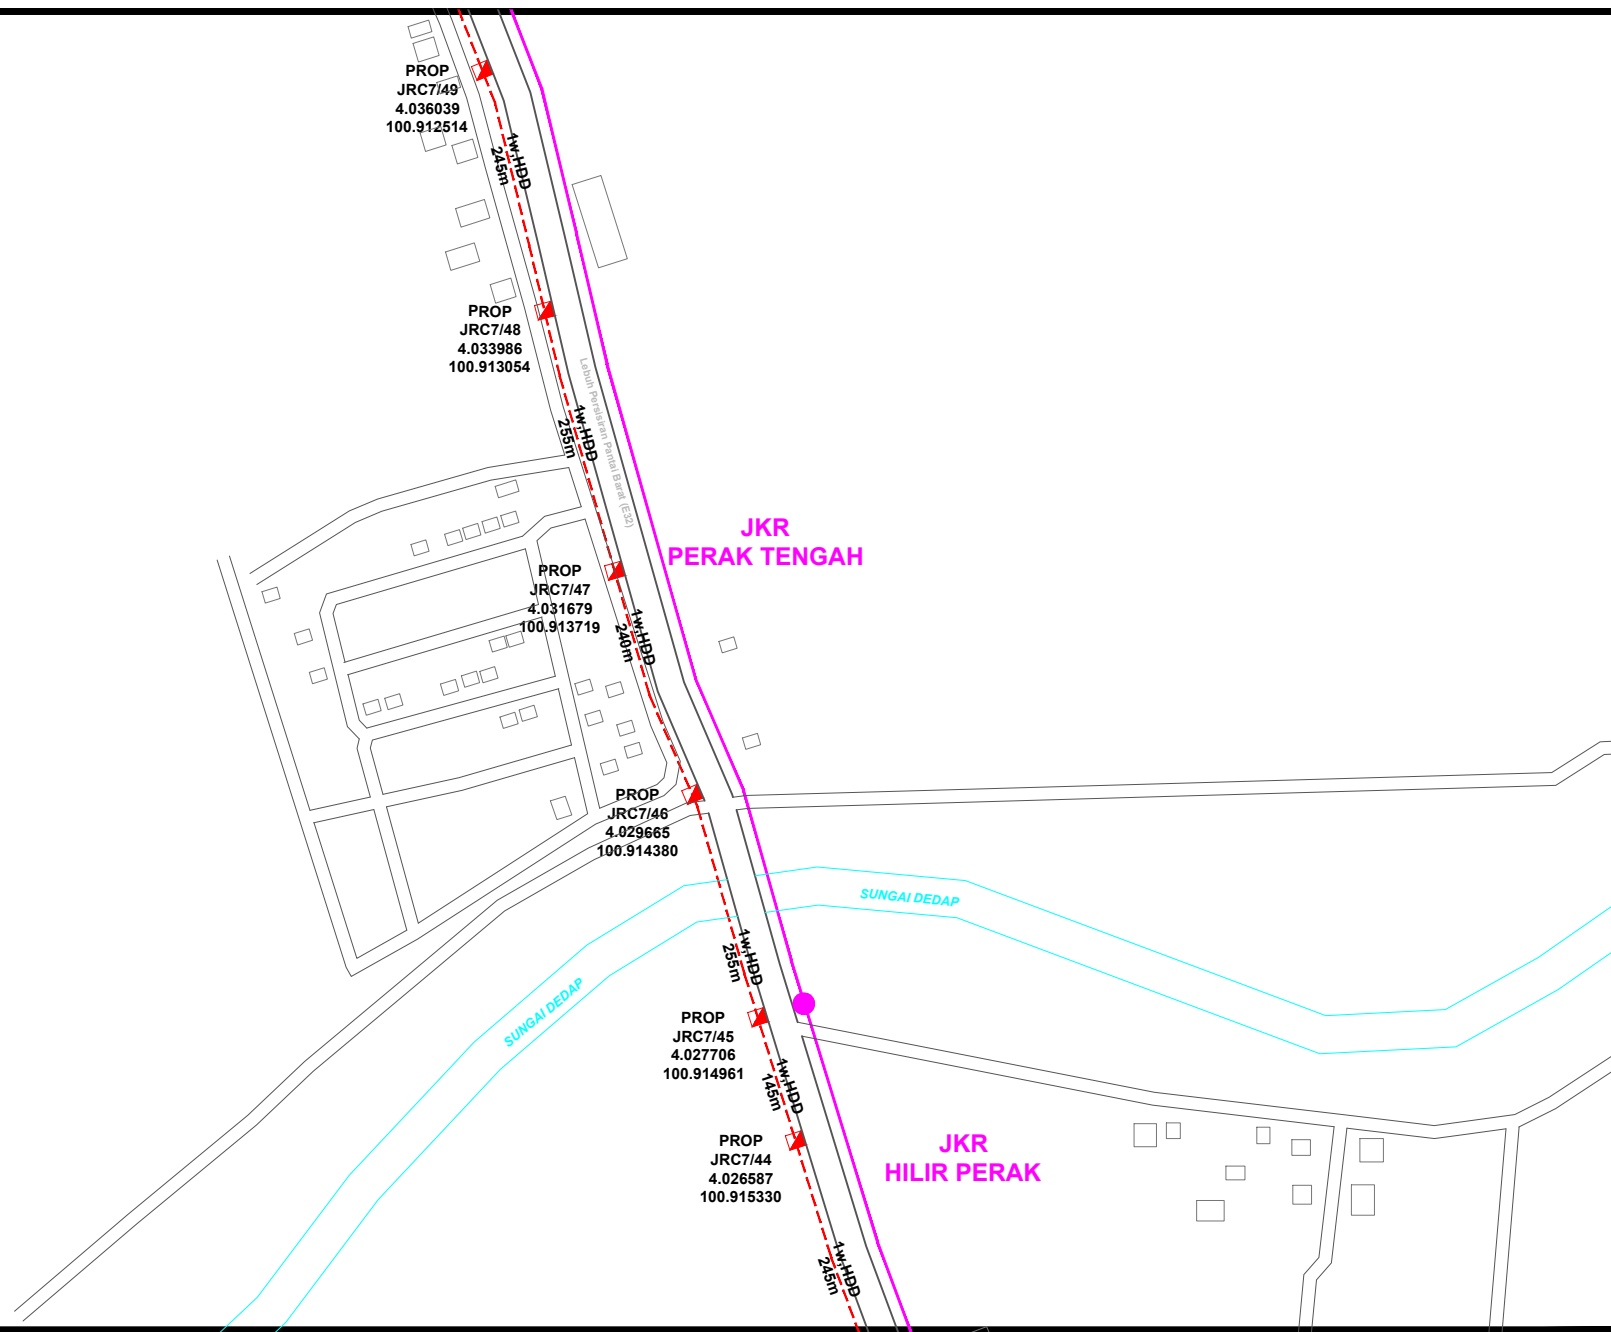 PROP
JRC7/49
4.036039
100.912514
1w,HDD
245m
PROP
JRC7/48
4.033986
100.913054
Lebuh Persisiran Pantai Barat (E32)
1w,HDD
255m
JKR
PERAK TENGAH
PROP
JRC7/47
4.031679
100.913719
1w,HDD
240m
PROP
JRC7/46
4.029665
100.914380
SUNGAI DEDAP
1w,HDD
255m
SUNGAI DEDAP
PROP
JRC7/45
4.027706
100.914961
1w,HDD
145m
PROP
JRC7/44
4.026587
100.915330
JKR
HILIR PERAK
1w,HDD
245m